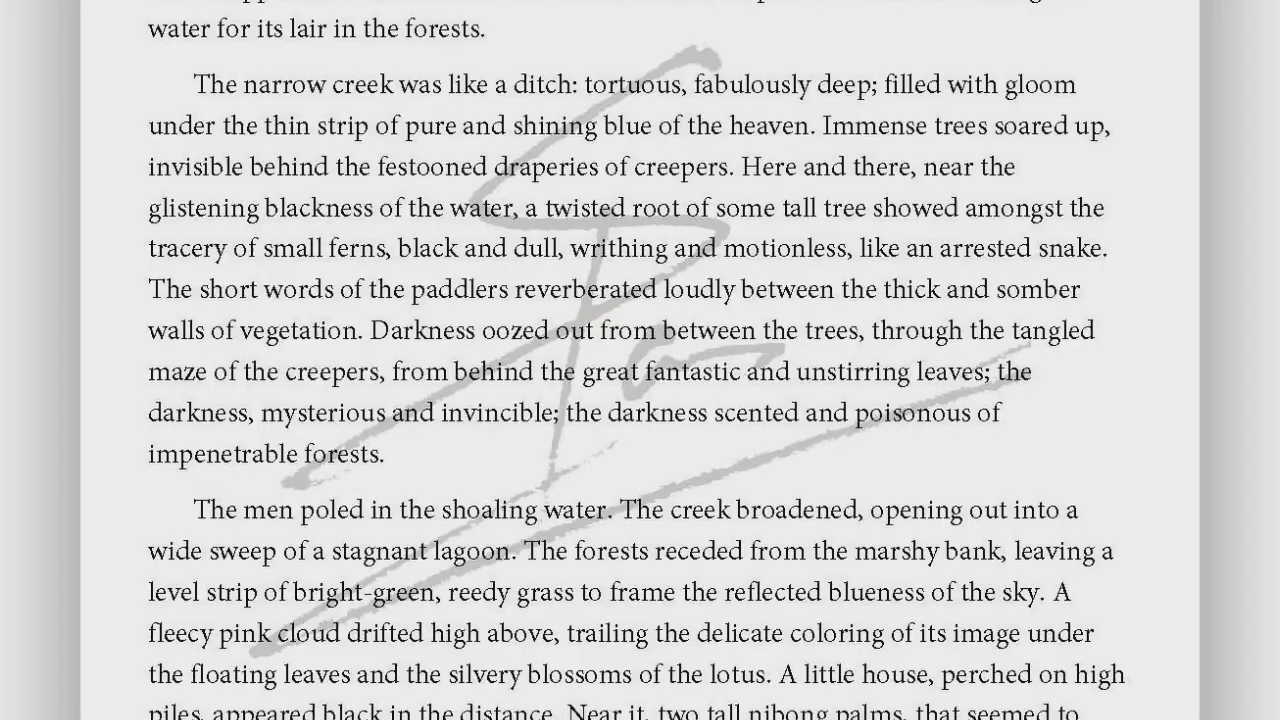 water for its lair in the forests.
The narrow creek was like a ditch: tortuous, fabulously deep; filled with gloom
under the thin strip of pure and shining blue of the heaven. Immense trees soared up,
invisible behind the festooned draperies of creepers. Here and there, near the
glistening blackness of the water, a twisted root of some tall tree showed amongst the
tracery of small ferns, black and dull, writhing and motionless, like an arrested snake.
The short words of the paddlers reverberated loudly between the thick and somber
walls of vegetation. Darkness oozed out from between the trees, through the tangled
maze of the creepers, from behind the great fantastic and unstirring leaves; the
darkness, mysterious and invincible; the darkness scented and poisonous of
impenetrable forests.
The men poled in the shoaling water. The creek broadened, opening out into a
wide sweep of a stagnant lagoon. The forests receded from the marshy bank, leaving a
level strip of bright-green, reedy grass to frame the reflected blueness of the sky. A
fleecy pink cloud drifted high above, trailing the delicate coloring of its image under
the floating leaves and the silvery blossoms of the lotus. A little house, perched on high
piles, appeared black in the distance. Near it, two tall nibong palms, that seemed to